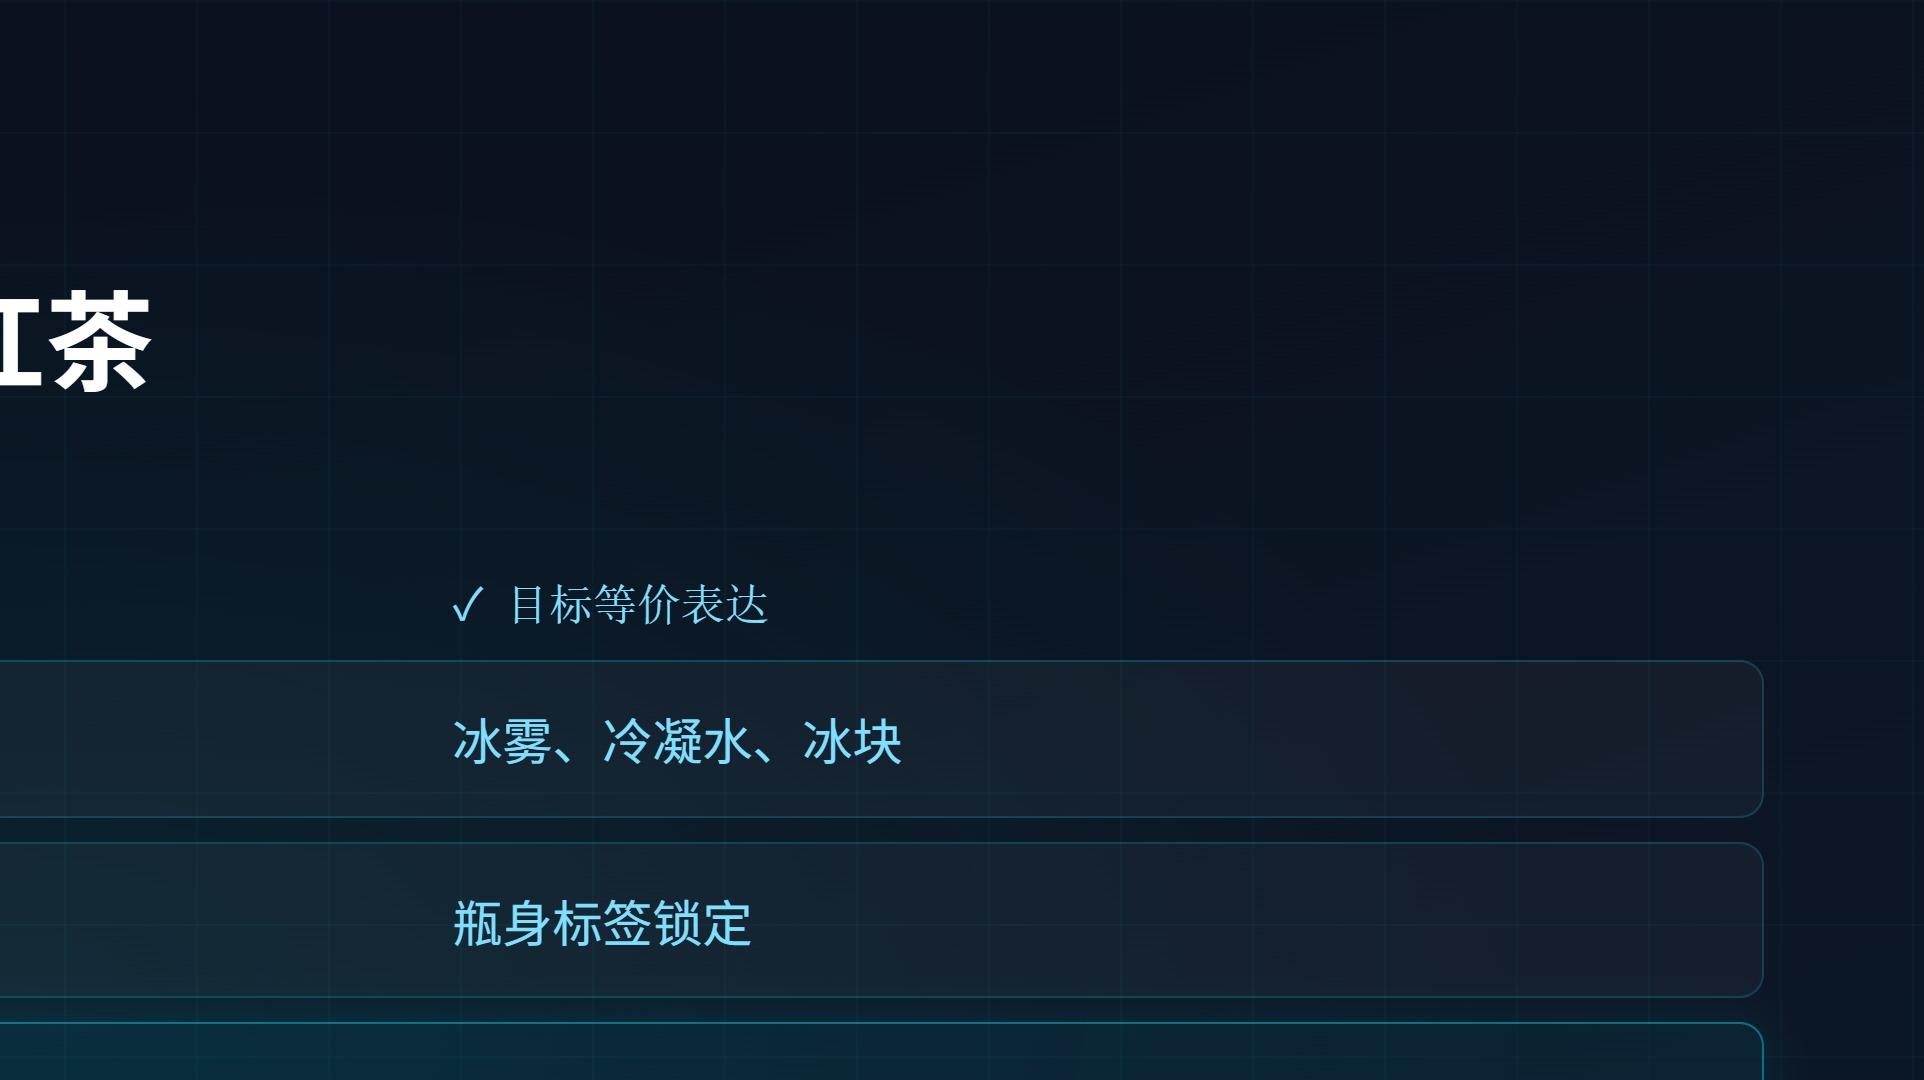 茶
✓ 目标等价表达
冰雾、冷凝水、冰块
瓶身标签锁定